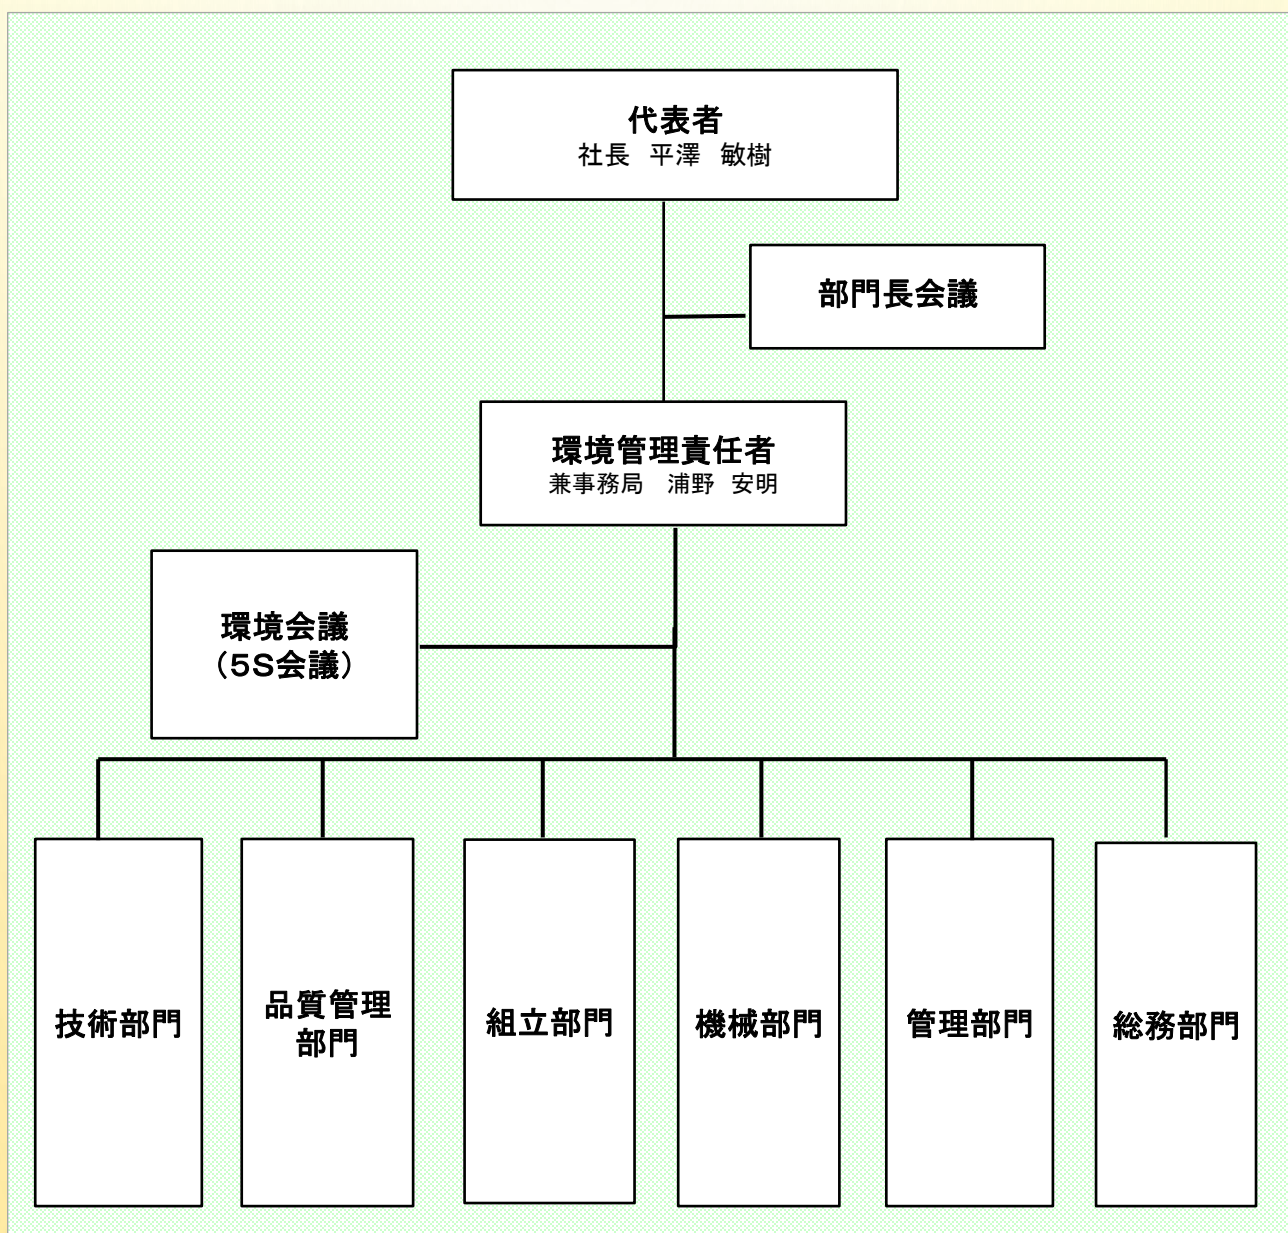 代表者
社長　平澤　敏樹
部門長会議
環境管理責任者
兼事務局　浦野　安明
環境会議
（５Ｓ会議）
技術部門
品質管理
部門
組立部門
機械部門
管理部門
総務部門